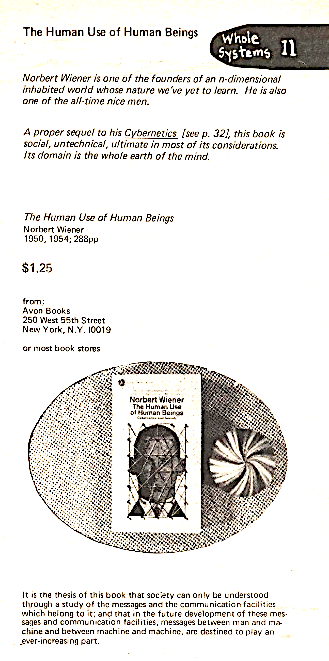 The Human Use of Human Beings
Whole
Systems 11
Norbert Wiener is one of the founders of an n-dimensional
inhabited world whose nature we've yet to learn. He is also
one of the all-time nice men.
A proper sequel to his Cybernetics [see p. 32], this book is
social, untechnical, ultimate in most of its considerations.
Its domain is the whole earth of the mind.
The Human Use of Human Beings
Norbert Wiener
1950, 1954; 288pp
$1.25
from:
Avon Books
250 West 55th Street
New York, N.Y. 10019
or most book stores
Norbert Wiener
The Human Use
of Human Beings
It is the thesis of this book that society can only be understood
through a study of the messages and the communication facilities
which belong to it; and that in the future development of these mes-
sages and communication facilities, messages between man and ma-
chine and between machine and machine, are destined to play an
ever-increasing part.